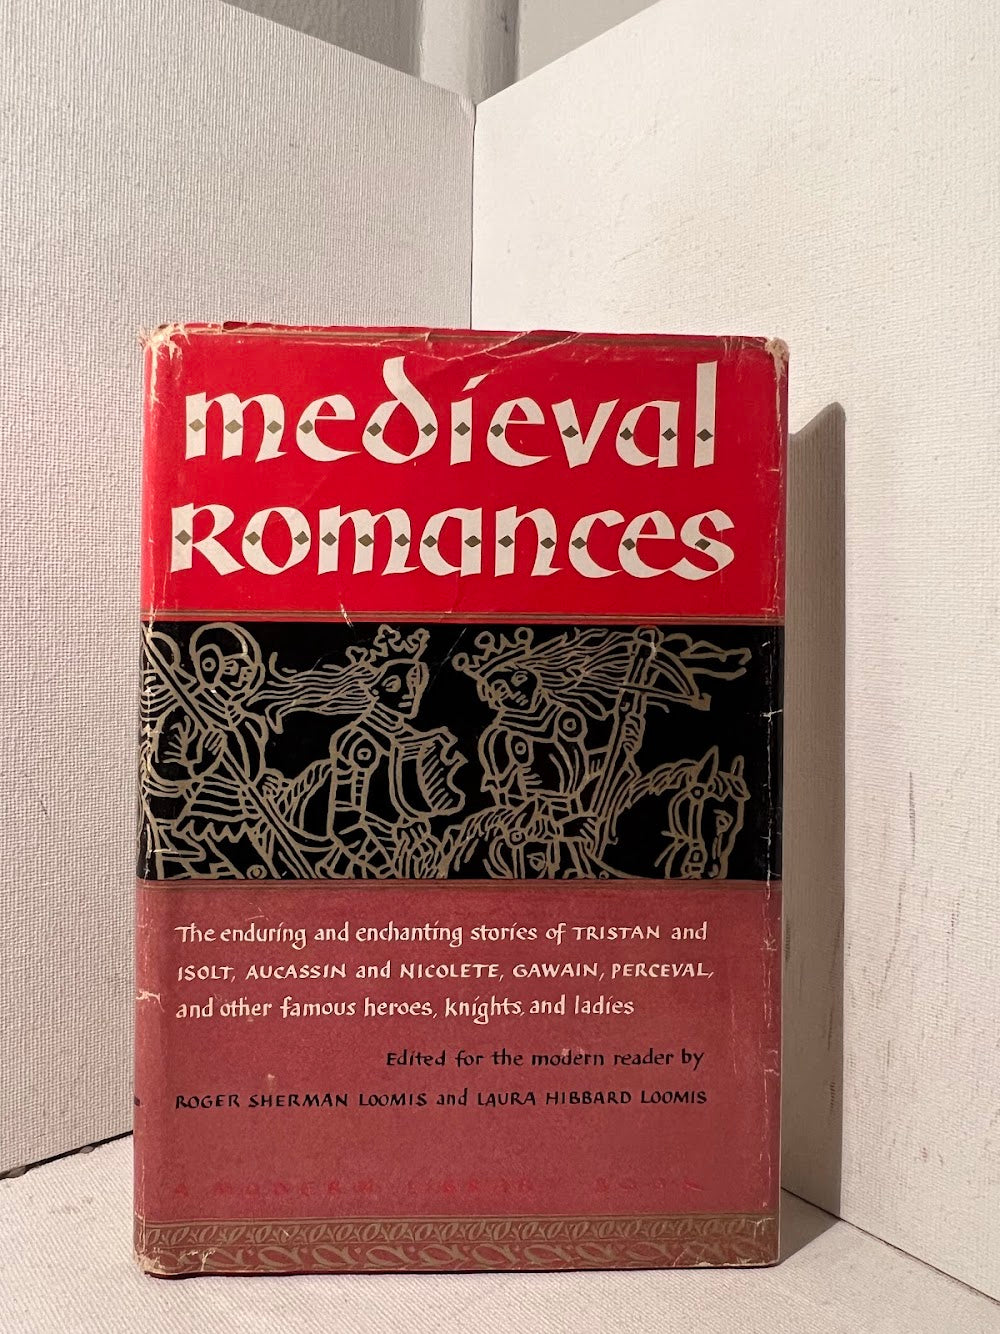 medieval
Romances
The enduring and enchanting stories of TRISTAN and
ISOLT, AUCASSIN and NICOLETE, GAWAIN, PERCEVAL,
and other famous heroes, knights, and ladies
Edited for the modern reader by
ROGER SHERMAN LOOMIS and LAURA HIBBARD LOOMIS
A MODERN LIBRARY BOOK